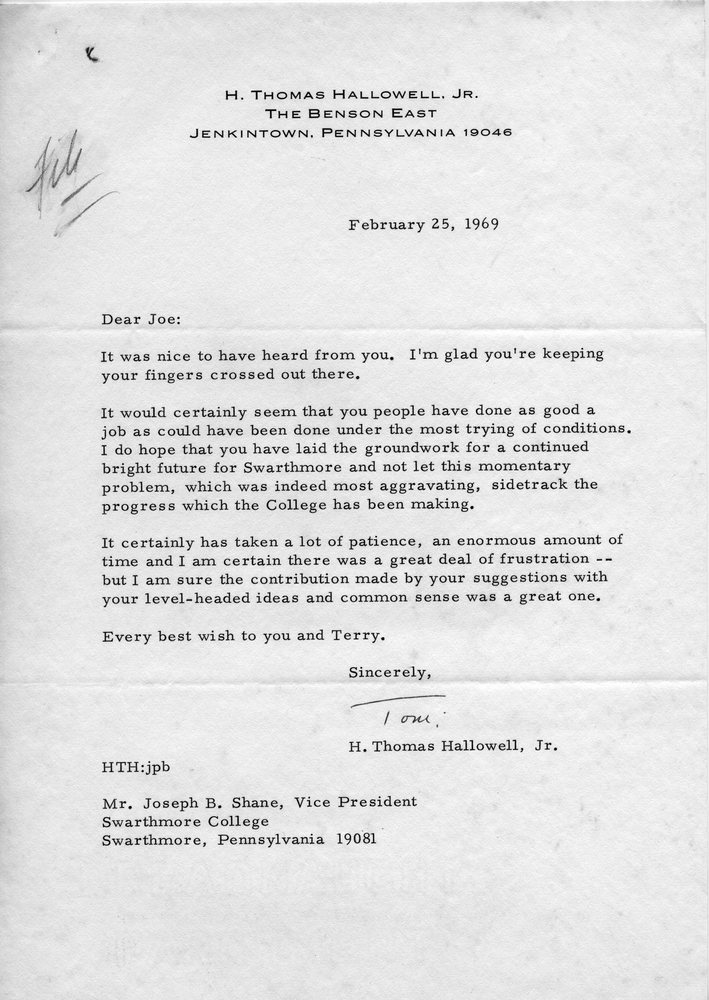 H. THOMAS HALLOWELL, JR.
THE BENSON EAST
JENKINTOWN, PENNSYLVANIA 19046
File
February 25, 1969
Dear Joe:
It was nice to have heard from you. I'm glad you're keeping
your fingers crossed out there.
It would certainly seem that you people have done as good a
job as could have been done under the most trying of conditions.
I do hope that you have laid the groundwork for a continued
bright future for Swarthmore and not let this momentary
problem, which was indeed most aggravating, sidetrack the
progress which the College has been making.
It certainly has taken a lot of patience, an enormous amount of
time and I am certain there was a great deal of frustration --
but I am sure the contribution made by your suggestions with
your level-headed ideas and common sense was a great one.
Every best wish to you and Terry.
Sincerely,
Tom:
H. Thomas Hallowell, Jr.
HTH:jpb
Mr. Joseph B. Shane, Vice President
Swarthmore College
Swarthmore, Pennsylvania 19081